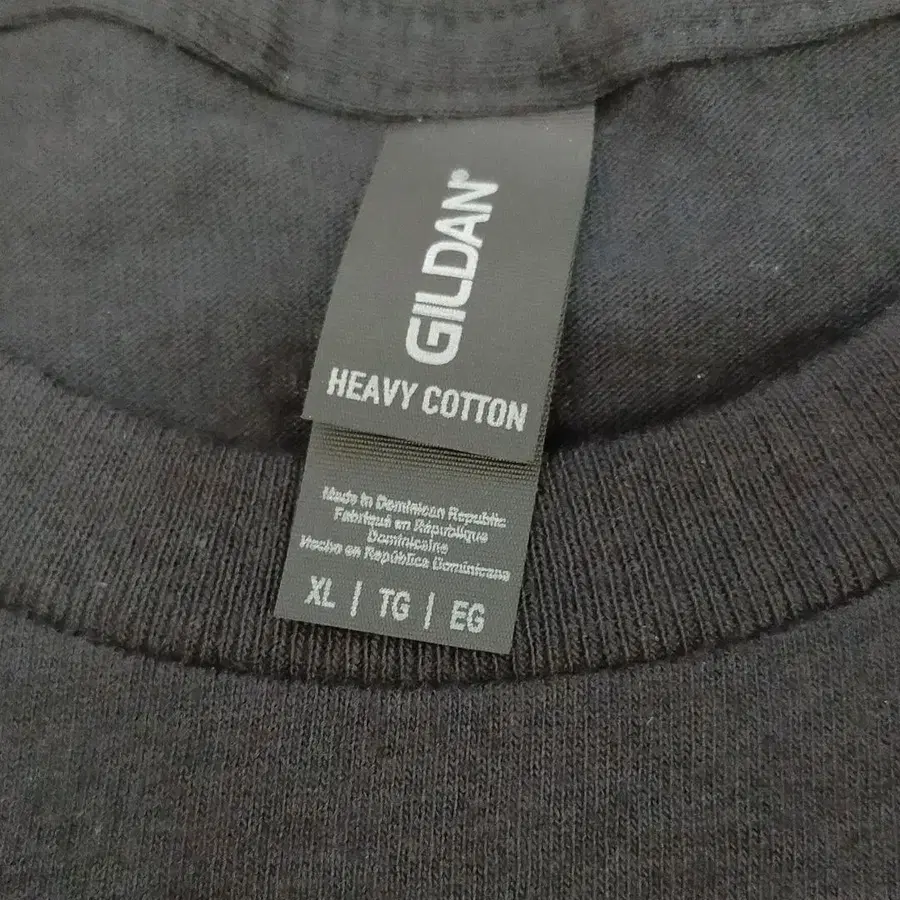 GILDAN®
HEAVY COTTON
Made in Dominican Republic
Fabriqué en République
Dominicaine
Hecho en República Dominicana
XL | TG | EG